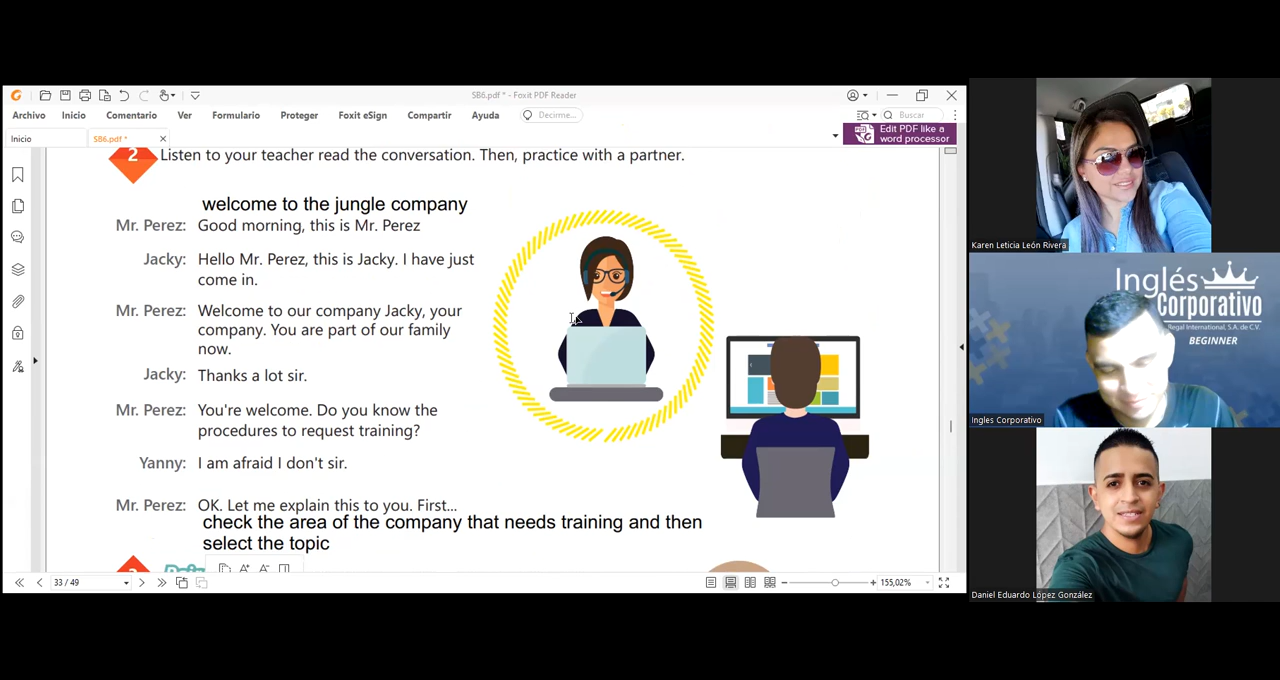 SB6.pdf * - Foxit PDF Reader
Archivo Inicio Comentario Ver Formulario Proteger Foxit eSign Compartir Ayuda Decirme... Buscar
Inicio SB6.pdf *
Edit PDF like a
word processor
2 Listen to your teacher read the conversation. Then, practice with a partner.
welcome to the jungle company
Mr. Perez: Good morning, this is Mr. Perez
Jacky: Hello Mr. Perez, this is Jacky. I have just
come in.
Mr. Perez: Welcome to our company Jacky, your
company. You are part of our family
now.
Jacky: Thanks a lot sir.
Mr. Perez: You're welcome. Do you know the
procedures to request training?
Yanny: I am afraid I don't sir.
Mr. Perez: OK. Let me explain this to you. First...
check the area of the company that needs training and then
select the topic
33 / 49
155,02%
Karen Leticia León Rivera
Inglés
Corporativo
Regal International, S.A. de C.V.
BEGINNER
Ingles Corporativo
Daniel Eduardo López González